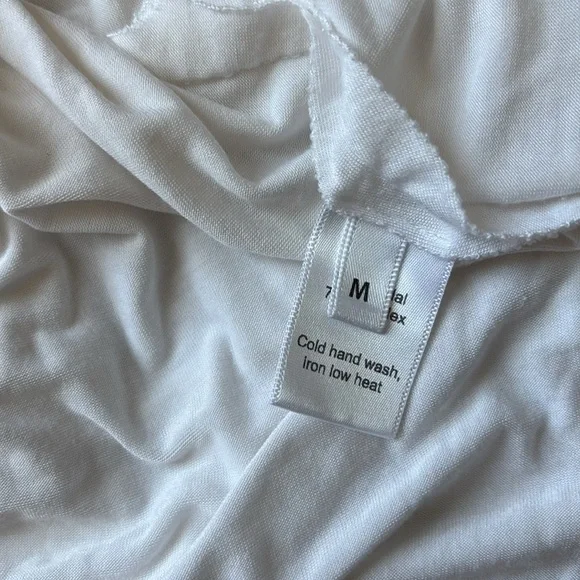 M
Cold hand wash,
iron low heat